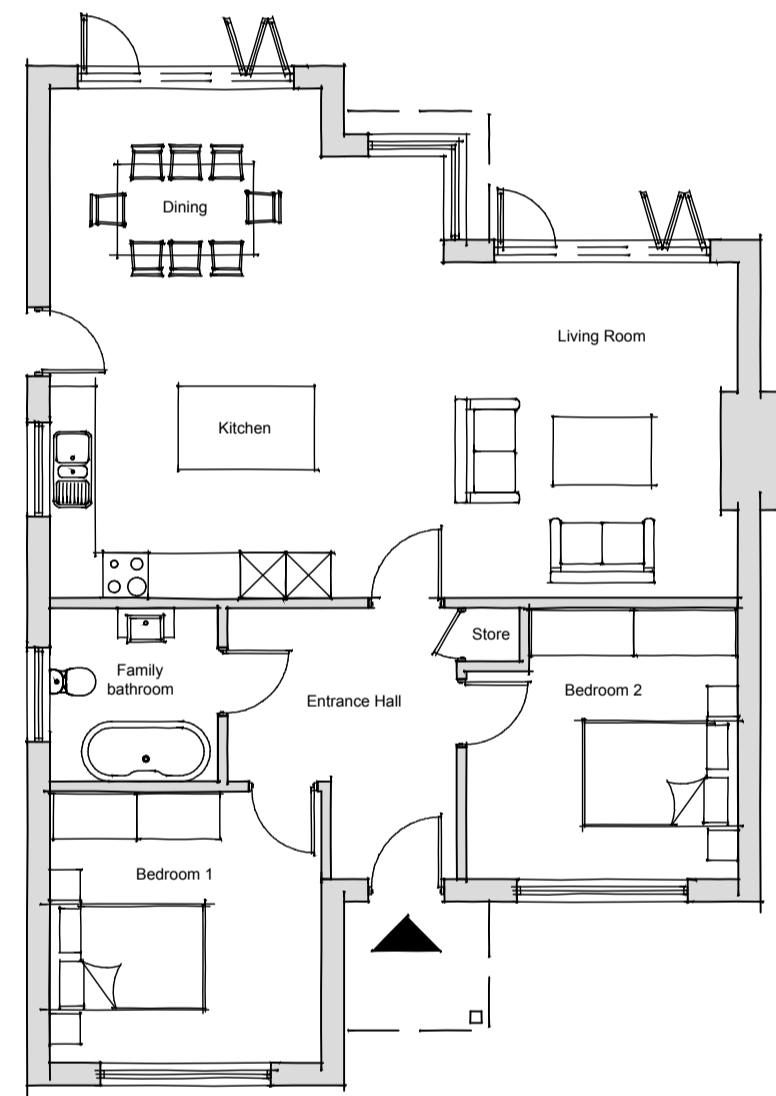 Dining
Living Room
Kitchen
Store
Family
bathroom
Entrance Hall
Bedroom 2
Bedroom 1